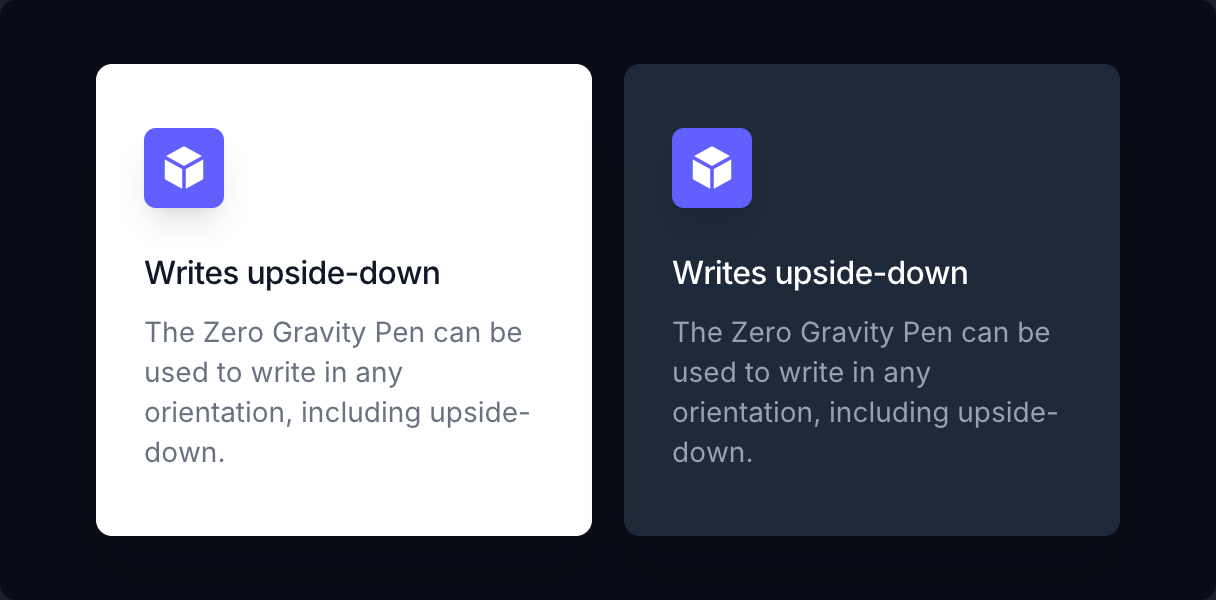 Writes upside-down
The Zero Gravity Pen can be
used to write in any
orientation, including upside-
down.
Writes upside-down
The Zero Gravity Pen can be
used to write in any
orientation, including upside-
down.